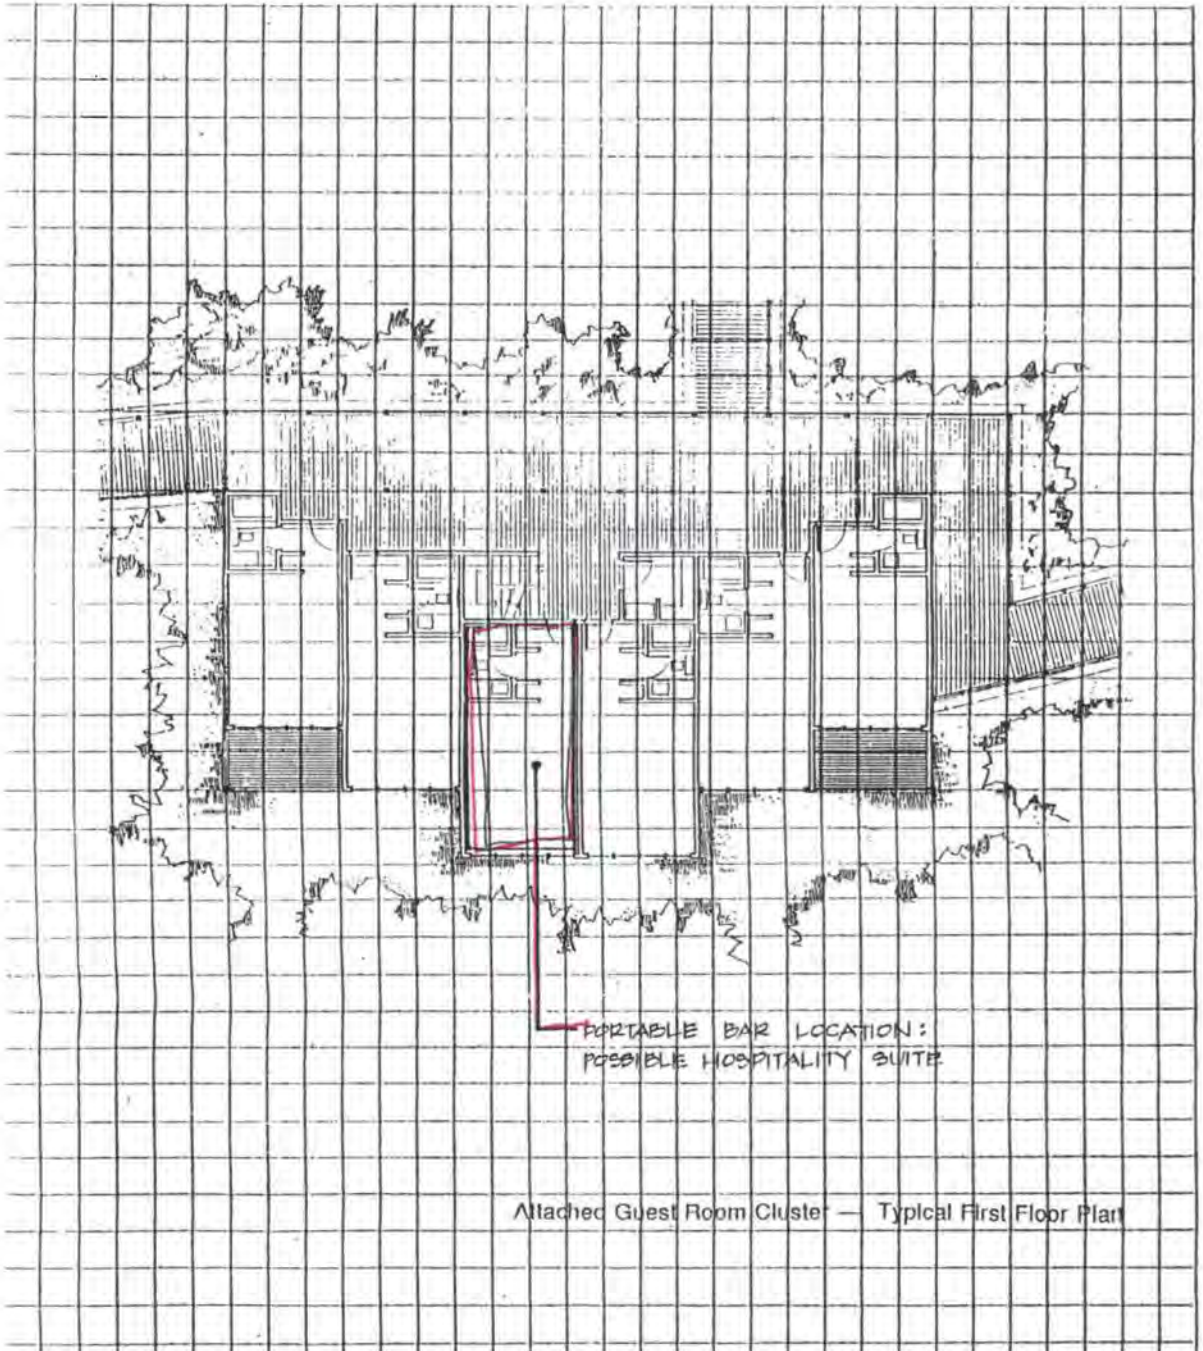 PORTABLE BAR LOCATION:
POSSIBLE HOSPITALITY SUITE
Attached Guest Room Cluster — Typical First Floor Plan